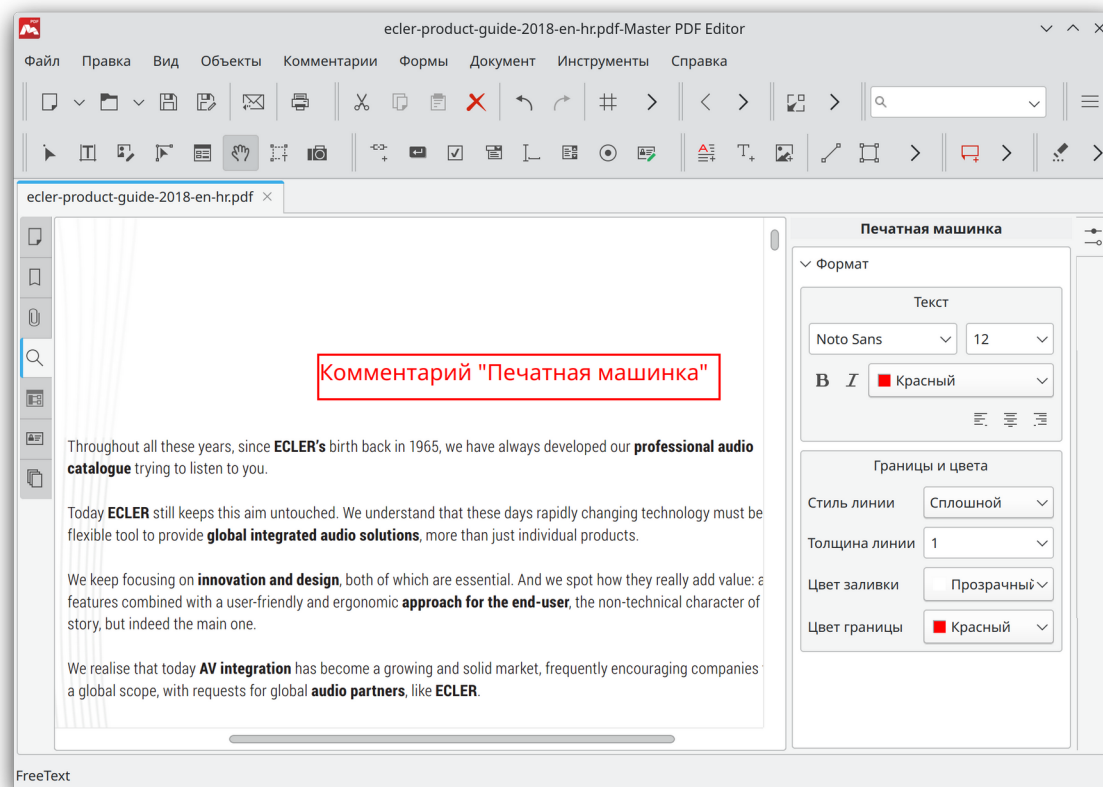 PDF
ecler-product-guide-2018-en-hr.pdf-Master PDF Editor
Файл Правка Вид Объекты Комментарии Формы Документ Инструменты Справка
ecler-product-guide-2018-en-hr.pdf
Печатная машинка
Формат
Текст
Noto Sans 12
B I Красный
Комментарий "Печатная машинка"
Границы и цвета
Стиль линии Сплошной
Толщина линии 1
Цвет заливки Прозрачный
Цвет границы Красный
Throughout all these years, since ECLER's birth back in 1965, we have always developed our professional audio
catalogue trying to listen to you.
Today ECLER still keeps this aim untouched. We understand that these days rapidly changing technology must be
flexible tool to provide global integrated audio solutions, more than just individual products.
We keep focusing on innovation and design, both of which are essential. And we spot how they really add value: a
features combined with a user-friendly and ergonomic approach for the end-user, the non-technical character of
story, but indeed the main one.
We realise that today AV integration has become a growing and solid market, frequently encouraging companies
a global scope, with requests for global audio partners, like ECLER.
FreeText